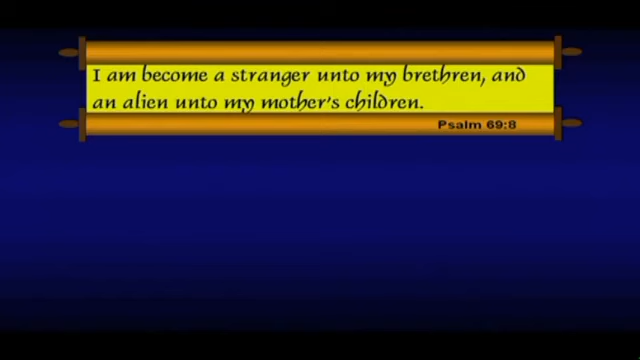 I am become a stranger unto my brethren, and
an alien unto my mother's children.
Psalm 69:8